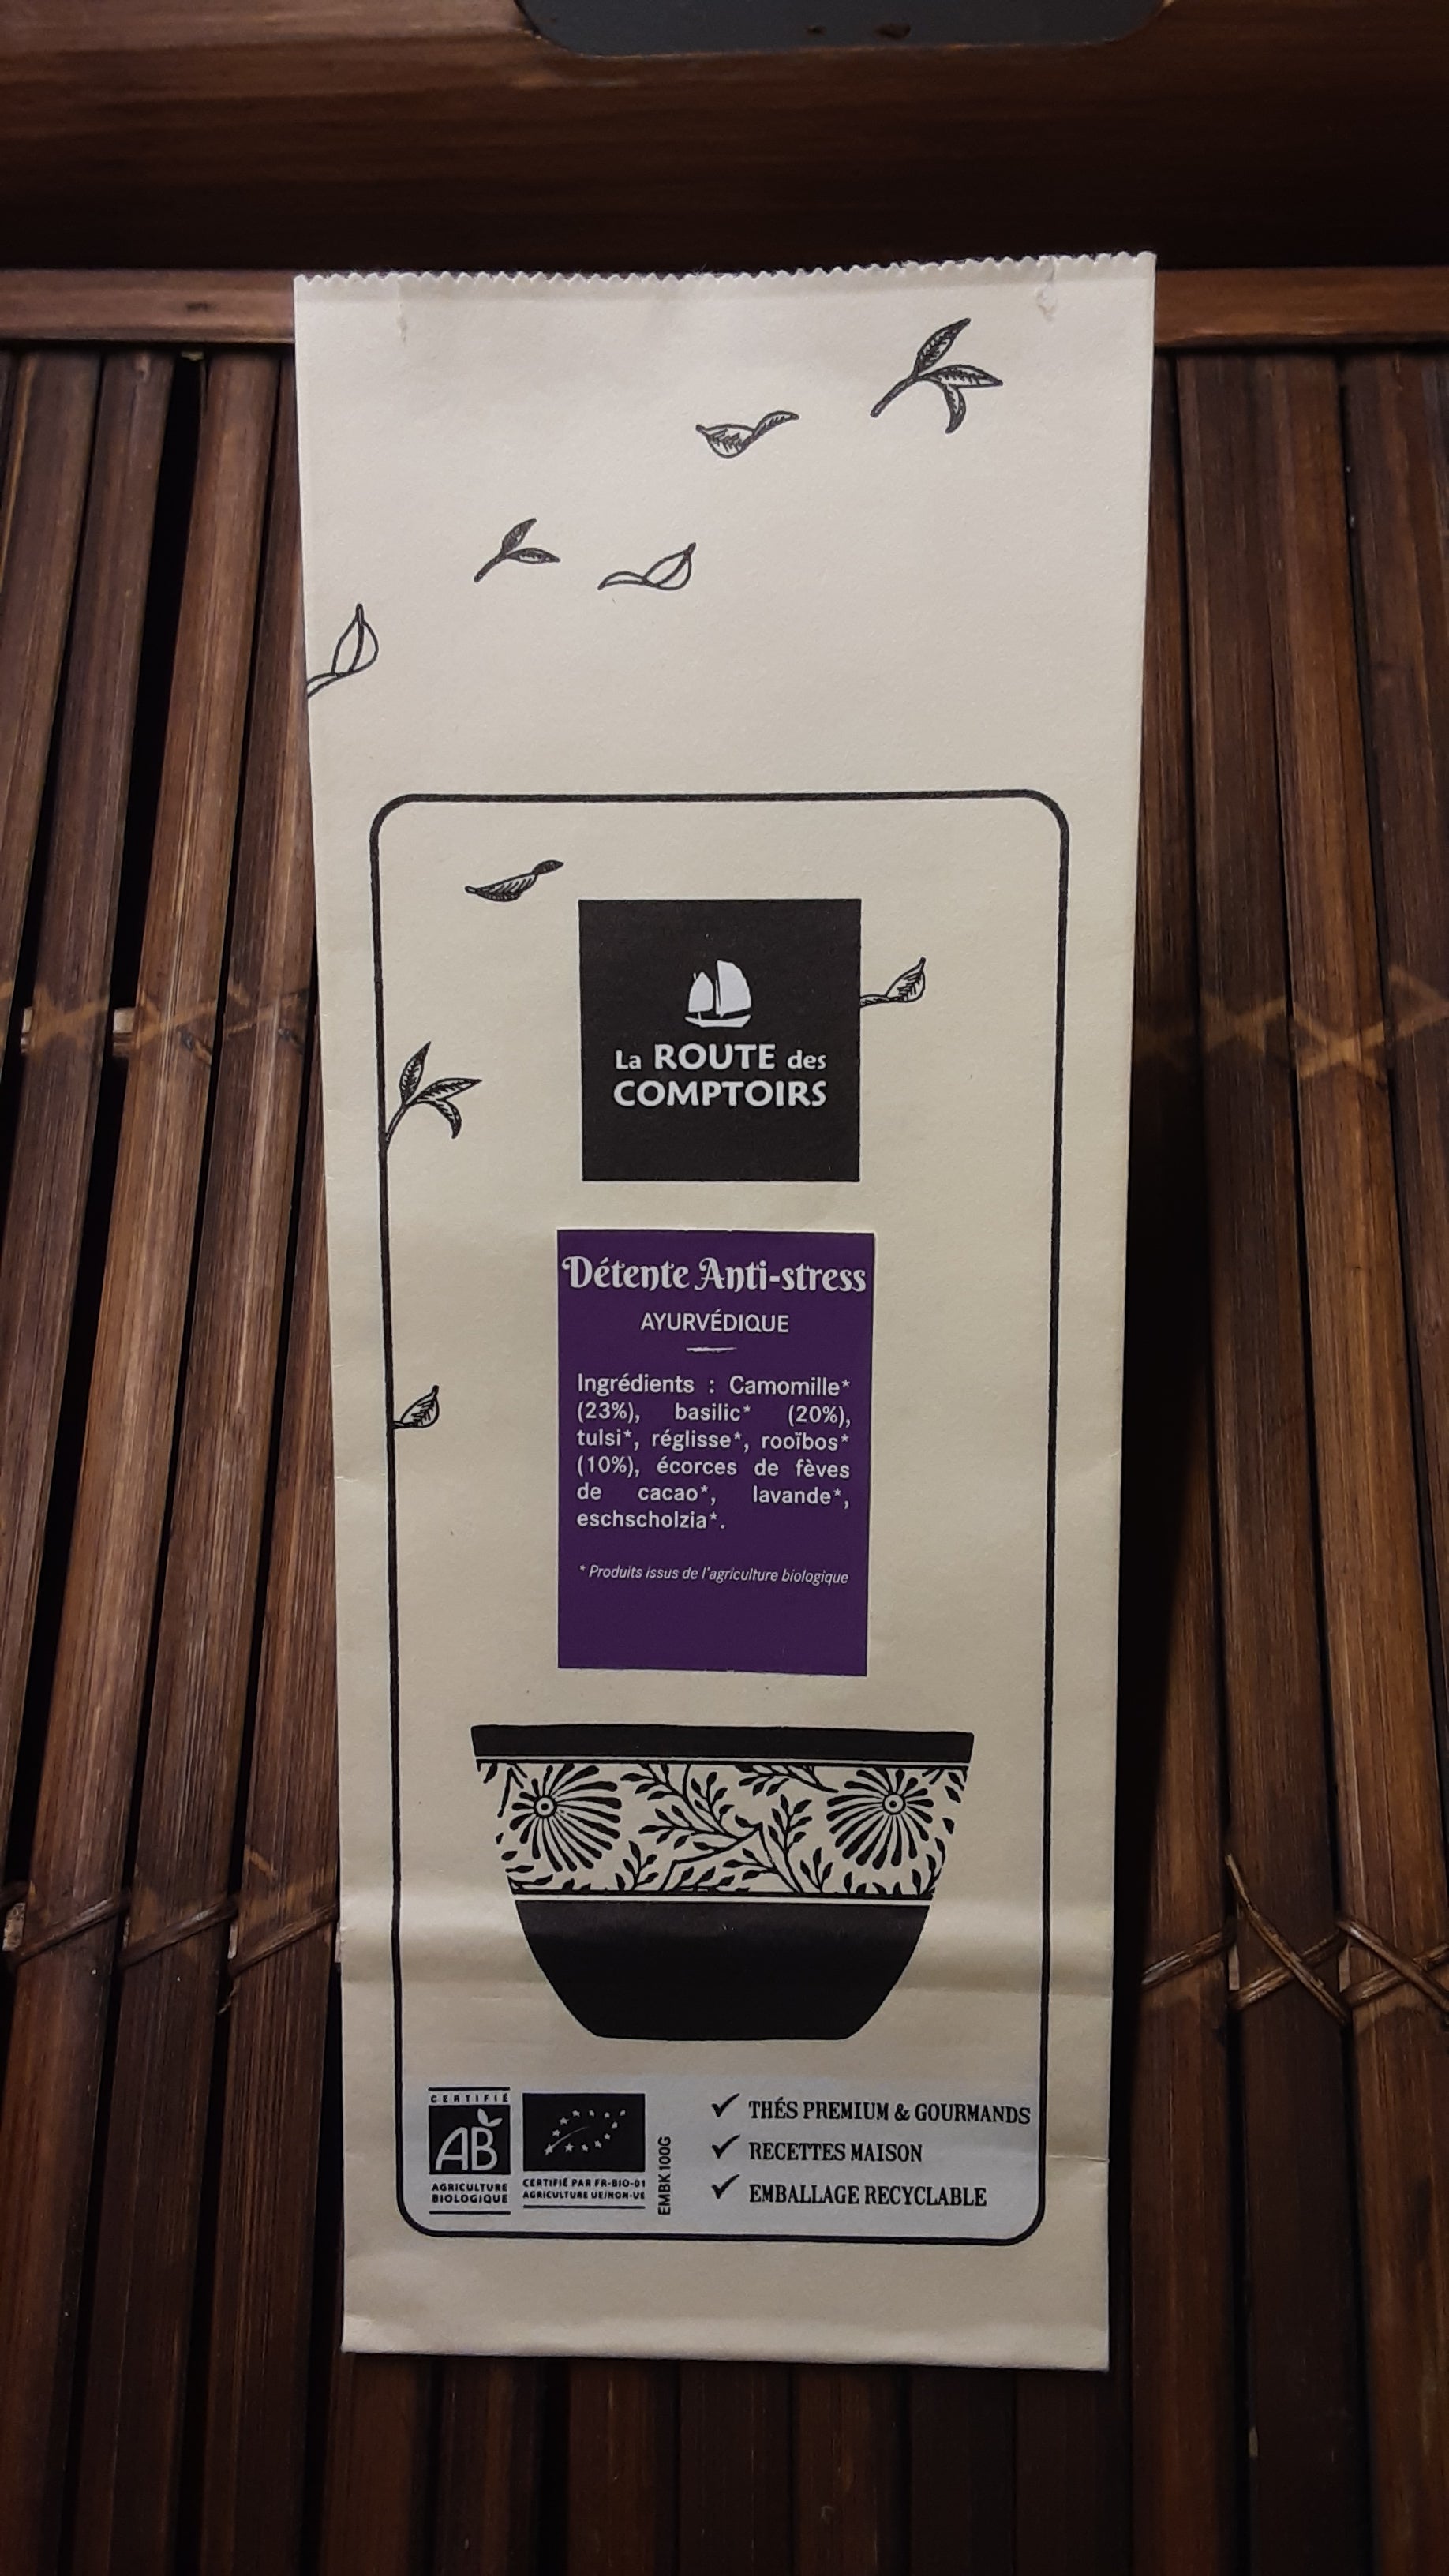 La ROUTE des
COMPTOIRS
Détente Anti-stress
AYURVÉDIQUE
Ingrédients : Camomille*
(23%), basilic* (20%),
tulsi*, réglisse*, rooïbos*
(10%), écorces de fèves
de cacao*, lavande*,
eschscholzia*.
* Produits issus de l'agriculture biologique
CERTIFIÉ
AB
AGRICULTURE
BIOLOGIQUE
CERTIFIÉ PAR FR-BIO-01
AGRICULTURE UE/NON-UE
EMBK100G
THÉS PREMIUM & GOURMANDS
RECETTES MAISON
EMBALLAGE RECYCLABLE